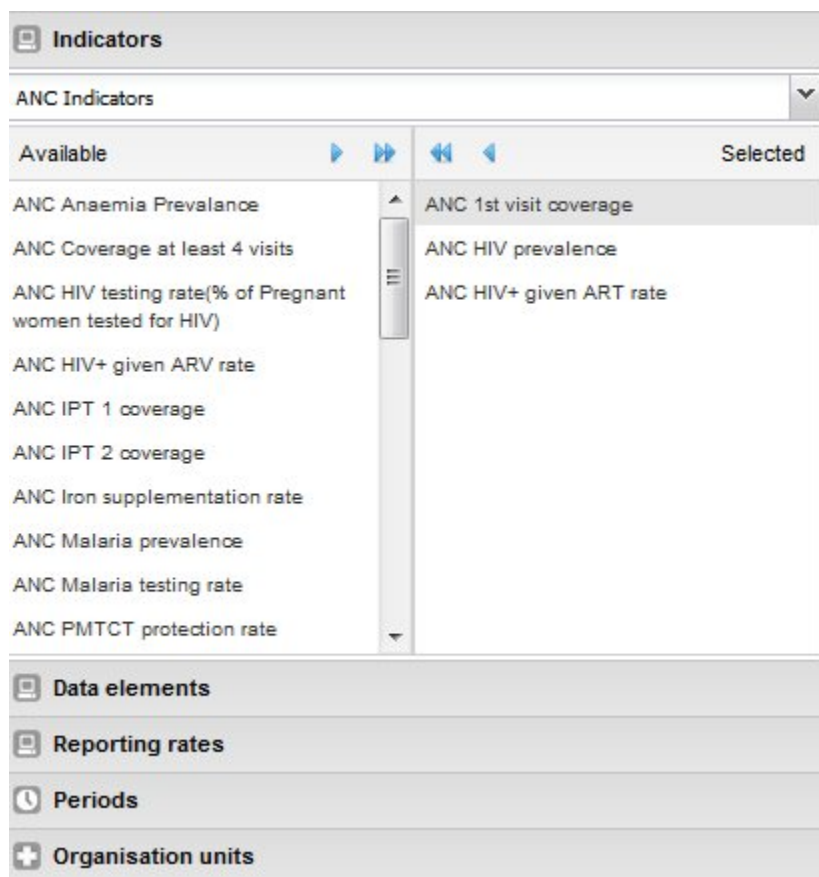 Indicators
ANC Indicators
Available
Selected
ANC Anaemia Prevalance
ANC Coverage at least 4 visits
ANC HIV testing rate(% of Pregnant
women tested for HIV)
ANC HIV+ given ARV rate
ANC IPT 1 coverage
ANC IPT 2 coverage
ANC Iron supplementation rate
ANC Malaria prevalence
ANC Malaria testing rate
ANC PMTCT protection rate
ANC 1st visit coverage
ANC HIV prevalence
ANC HIV+ given ART rate
Data elements
Reporting rates
Periods
Organisation units